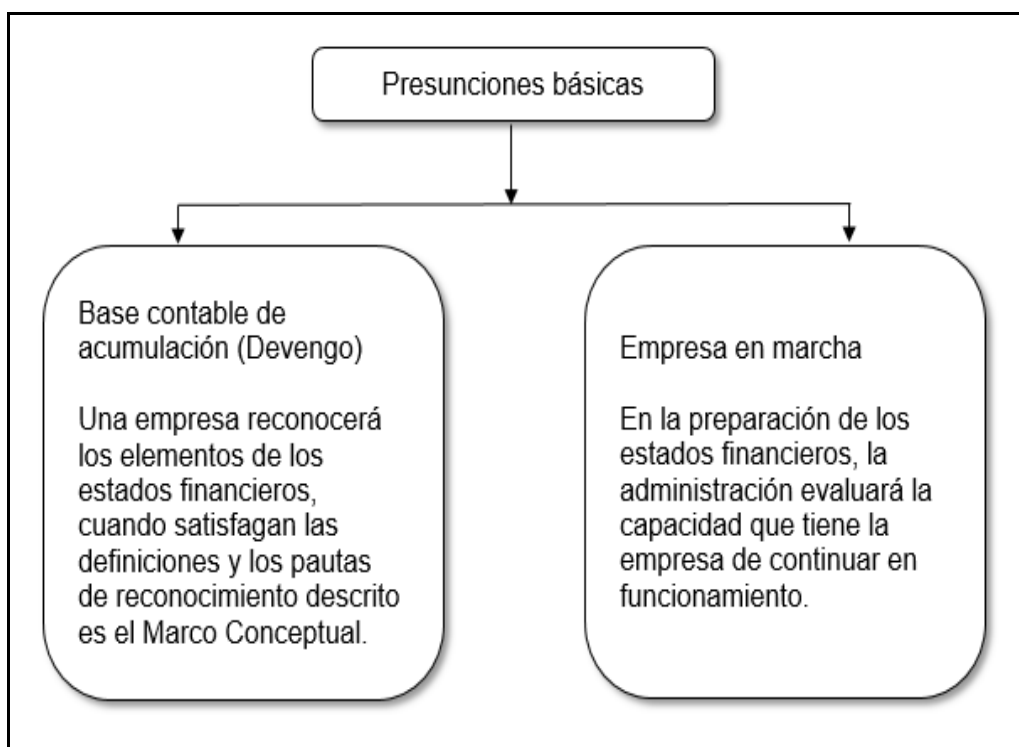 Presunciones básicas
Base contable de
acumulación (Devengo)
Una empresa reconocerá
los elementos de los
estados financieros,
cuando satisfagan las
definiciones y los pautas
de reconocimiento descrito
es el Marco Conceptual.
Empresa en marcha
En la preparación de los
estados financieros, la
administración evaluará la
capacidad que tiene la
empresa de continuar en
funcionamiento.